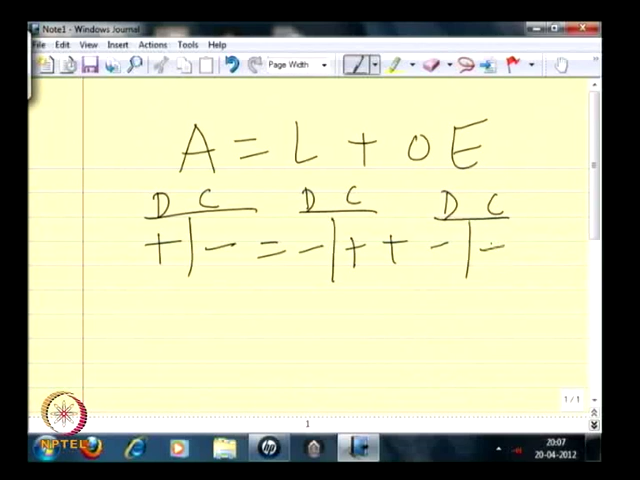 Note1 - Windows Journal
File Edit View Insert Actions Tools Help
Page Width
A = L + OE
D C D C D C
+ | - = - | + + - | -
1/1
1
NPTEL
20:07
20-04-2012